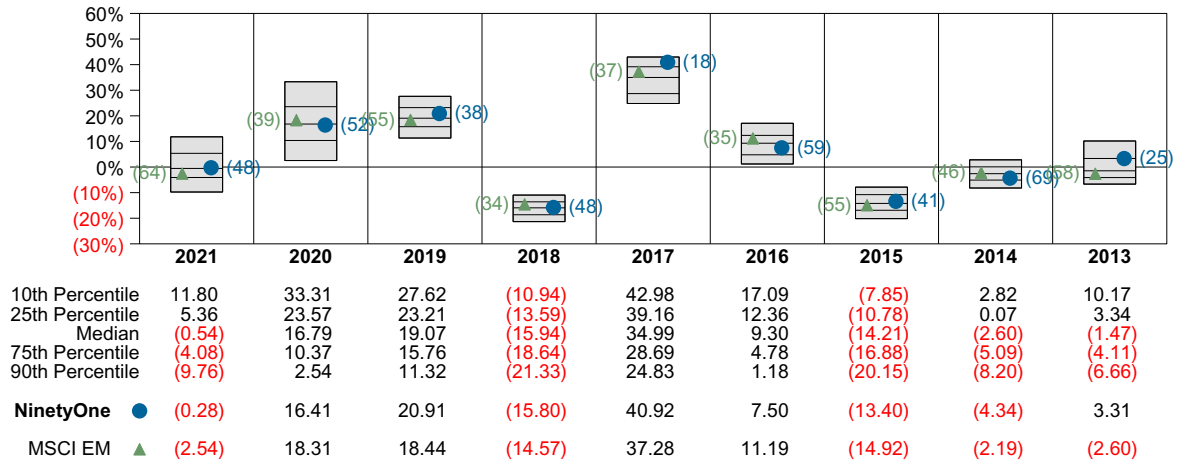 60%
50%
40%
30%
20%
10%
0%
(10%)
(20%)
(30%)
(64) (48) (39) (52) (55) (38) (34) (48) (37) (18) (35) (59) (55) (41) (46) (69) (58) (25)
2021 2020 2019 2018 2017 2016 2015 2014 2013
10th Percentile 11.80 33.31 27.62 (10.94) 42.98 17.09 (7.85) 2.82 10.17
25th Percentile 5.36 23.57 23.21 (13.59) 39.16 12.36 (10.78) 0.07 3.34
Median (0.54) 16.79 19.07 (15.94) 34.99 9.30 (14.21) (2.60) (1.47)
75th Percentile (4.08) 10.37 15.76 (18.64) 28.69 4.78 (16.88) (5.09) (4.11)
90th Percentile (9.76) 2.54 11.32 (21.33) 24.83 1.18 (20.15) (8.20) (6.66)
NinetyOne (0.28) 16.41 20.91 (15.80) 40.92 7.50 (13.40) (4.34) 3.31
MSCI EM (2.54) 18.31 18.44 (14.57) 37.28 11.19 (14.92) (2.19) (2.60)